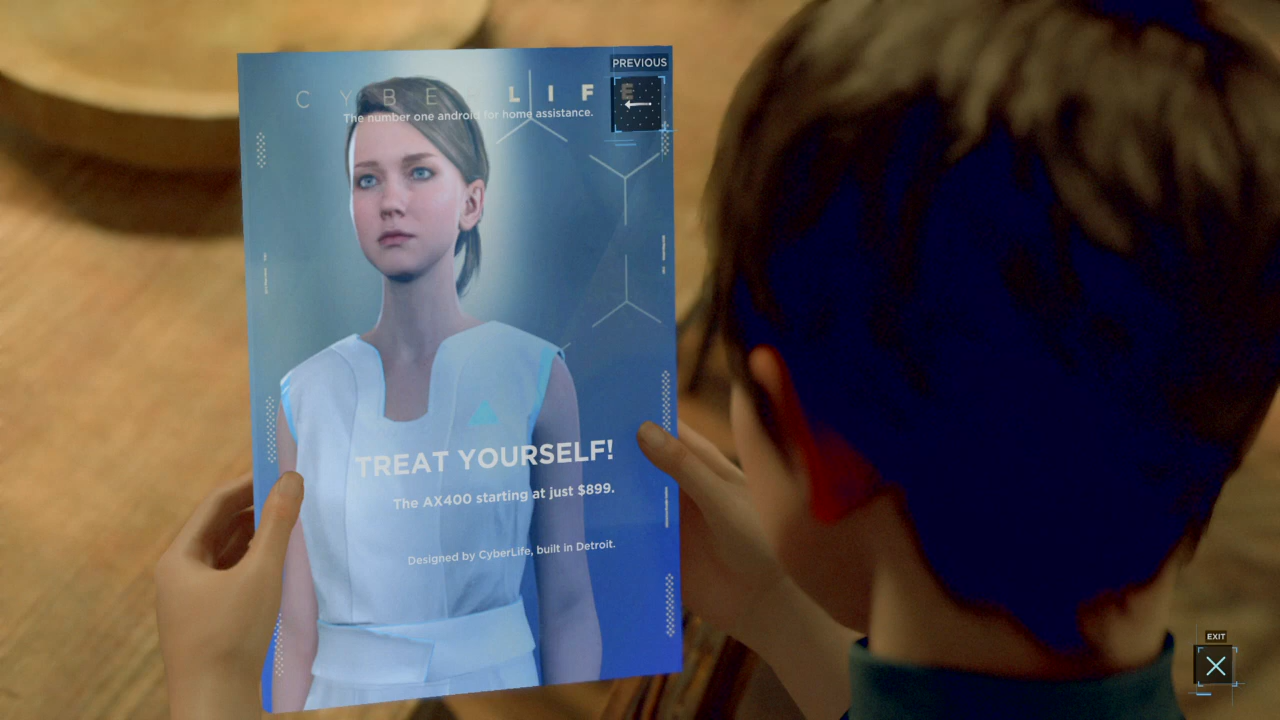 PREVIOUS
CYBERLIFE
The number one android for home assistance.
TREAT YOURSELF!
The AX400 starting at just $899.
Designed by CyberLife, built in Detroit.
EXIT